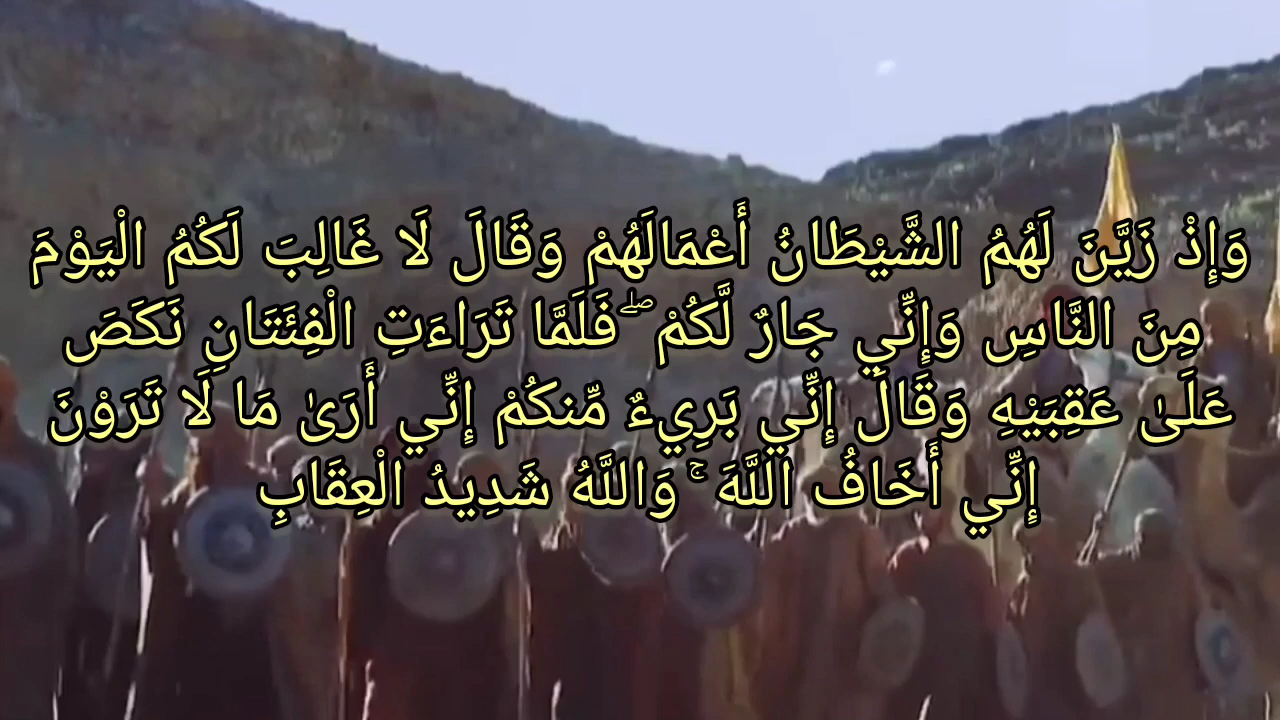 وَإِذْ زَيَّنَ لَهُمُ الشَّيْطَانُ أَعْمَالَهُمْ وَقَالَ لَا غَالِبَ لَكُمُ الْيَوْمَ
مِنَ النَّاسِ وَإِنِّي جَارٌ لَّكُمْ ۖ فَلَمَّا تَرَاءَتِ الْفِئَتَانِ نَكَصَ
عَلَىٰ عَقِبَيْهِ وَقَالَ إِنِّي بَرِيءٌ مِّنكُمْ إِنِّي أَرَىٰ مَا لَا تَرَوْنَ
إِنِّي أَخَافُ اللَّهَ ۚ وَاللَّهُ شَدِيدُ الْعِقَابِ